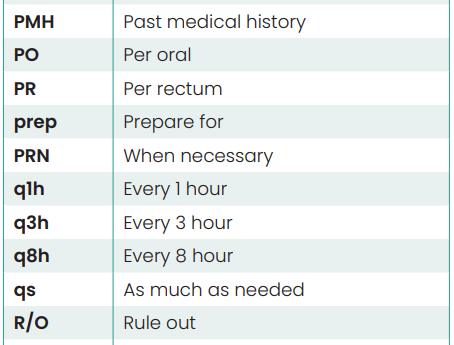 PMH Past medical history
PO Per oral
PR Per rectum
prep Prepare for
PRN When necessary
q1h Every 1 hour
q3h Every 3 hour
q8h Every 8 hour
qs As much as needed
R/O Rule out